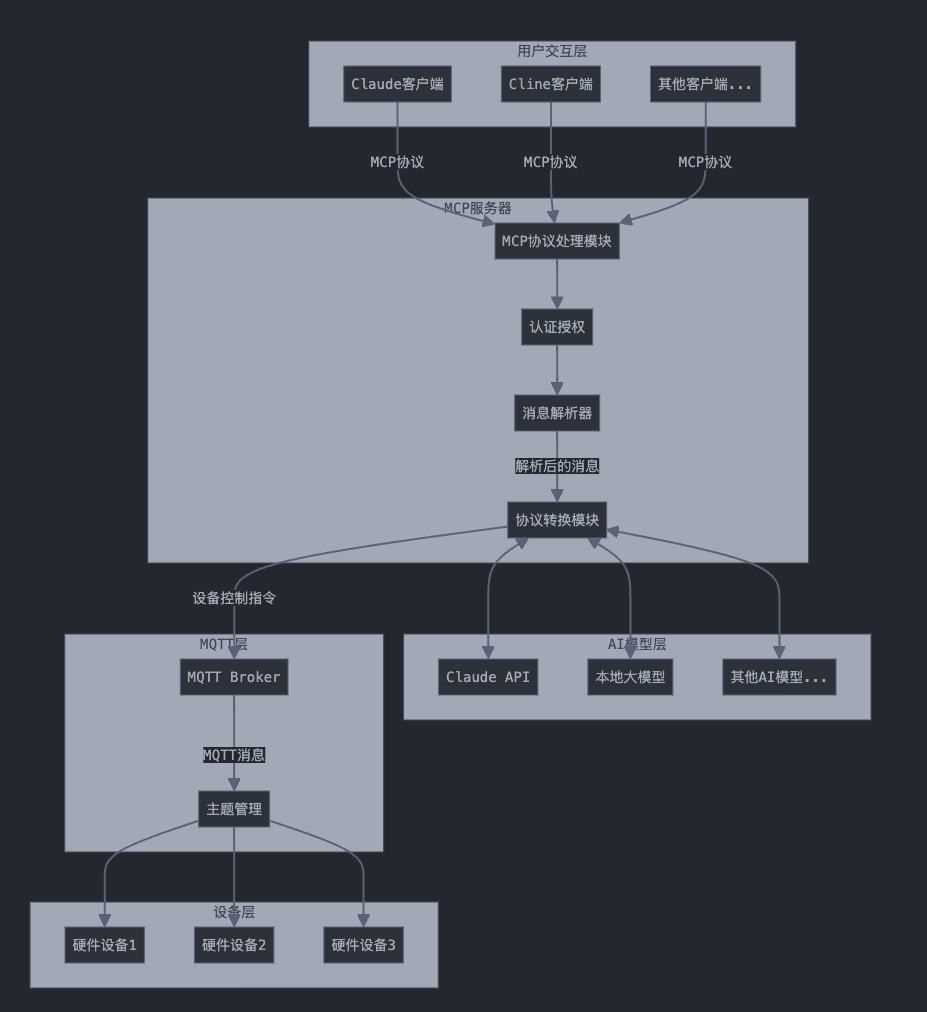 用户交互层
Claude客户端
Cline客户端
其他客户端...
MCP协议
MCP协议
MCP协议
MCP服务器
MCP协议处理模块
认证授权
消息解析器
解析后的消息
协议转换模块
设备控制指令
MQTT层
AI模型层
MQTT Broker
Claude API
本地大模型
其他AI模型...
MQTT消息
主题管理
设备层
硬件设备1
硬件设备2
硬件设备3